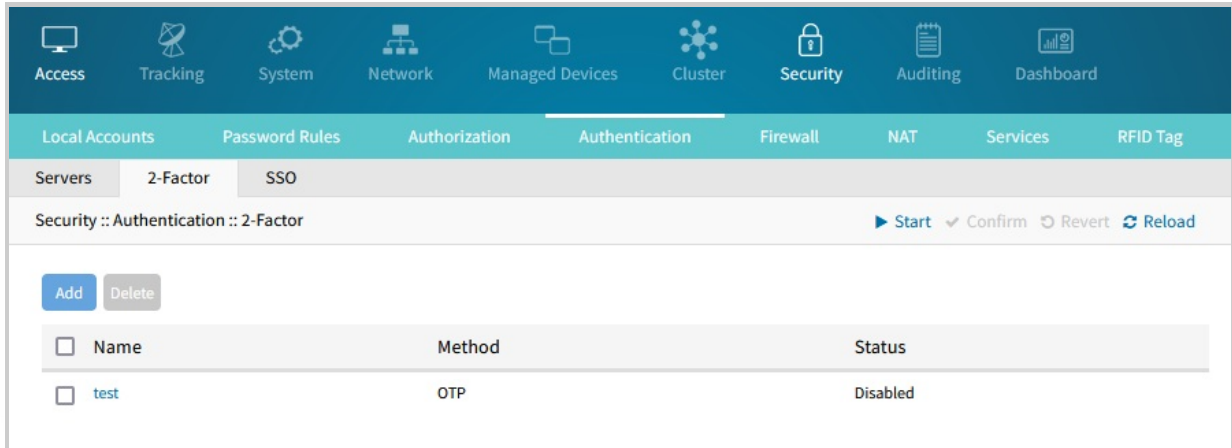 Access Tracking System Network Managed Devices Cluster Security Auditing Dashboard
Local Accounts Password Rules Authorization Authentication Firewall NAT Services RFID Tag
Servers 2-Factor SSO
Security :: Authentication :: 2-Factor Start Confirm Revert Reload
Add Delete
Name Method Status
test OTP Disabled